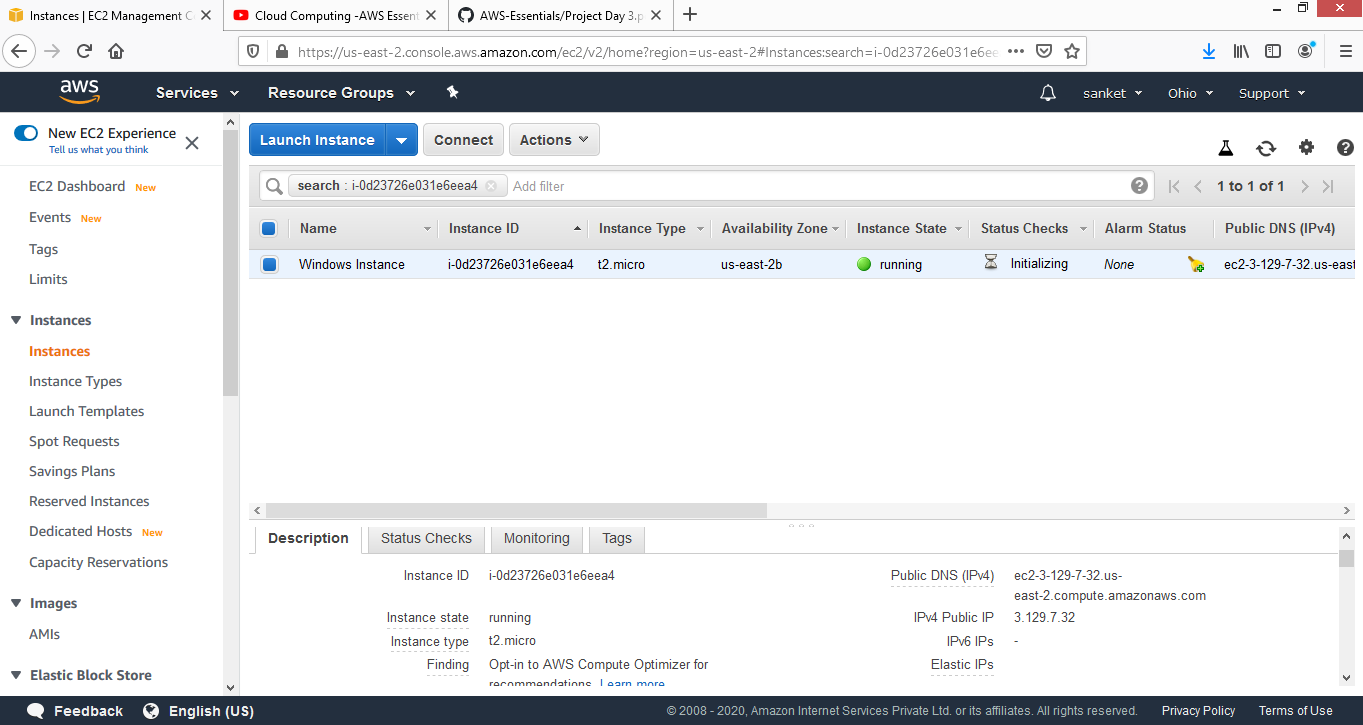 Instances | EC2 Management C
Cloud Computing -AWS Essent
AWS-Essentials/Project Day 3.p
https://us-east-2.console.aws.amazon.com/ec2/v2/home?region=us-east-2#Instances:search=i-0d23726e031e6ee
aws
Services
Resource Groups
sanket
Ohio
Support
New EC2 Experience
Tell us what you think
EC2 Dashboard New
Events New
Tags
Limits
Instances
Instances
Instance Types
Launch Templates
Spot Requests
Savings Plans
Reserved Instances
Dedicated Hosts New
Capacity Reservations
Images
AMIs
Elastic Block Store
Launch Instance
Connect
Actions
search : i-0d23726e031e6eea4 Add filter
1 to 1 of 1
Name Instance ID Instance Type Availability Zone Instance State Status Checks Alarm Status Public DNS (IPv4)
Windows Instance i-0d23726e031e6eea4 t2.micro us-east-2b running Initializing None ec2-3-129-7-32.us-east
Description Status Checks Monitoring Tags
Instance ID i-0d23726e031e6eea4
Instance state running
Instance type t2.micro
Finding Opt-in to AWS Compute Optimizer for
recommendations. Learn more
Public DNS (IPv4) ec2-3-129-7-32.us-
east-2.compute.amazonaws.com
IPv4 Public IP 3.129.7.32
IPv6 IPs -
Elastic IPs
Feedback
English (US)
© 2008 - 2020, Amazon Internet Services Private Ltd. or its affiliates. All rights reserved.
Privacy Policy
Terms of Use